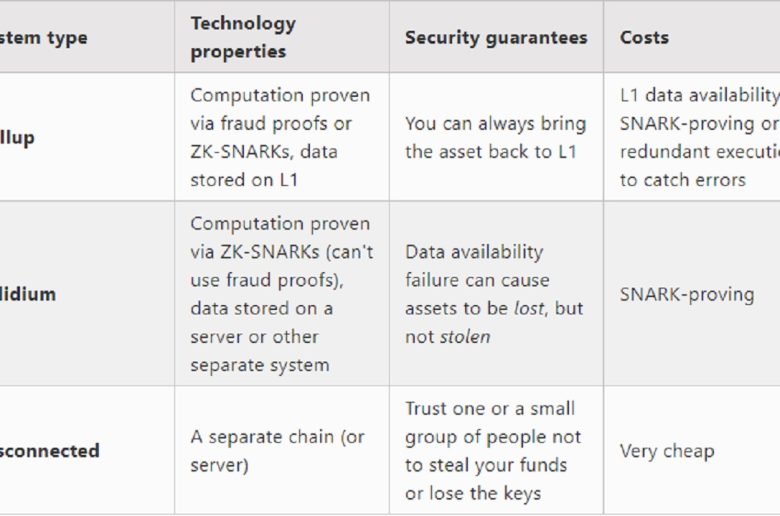 stem type
Technology
properties
Security guarantees
Costs
llup
Computation proven
via fraud proofs or
ZK-SNARKs, data
stored on L1
You can always bring
the asset back to L1
L1 data availability
SNARK-proving or
redundant executi
to catch errors
lidium
Computation proven
via ZK-SNARKs (can't
use fraud proofs),
data stored on a
server or other
separate system
Data availability
failure can cause
assets to be lost, but
not stolen
SNARK-proving
sconnected
A separate chain (or
server)
Trust one or a small
group of people not
to steal your funds
or lose the keys
Very cheap